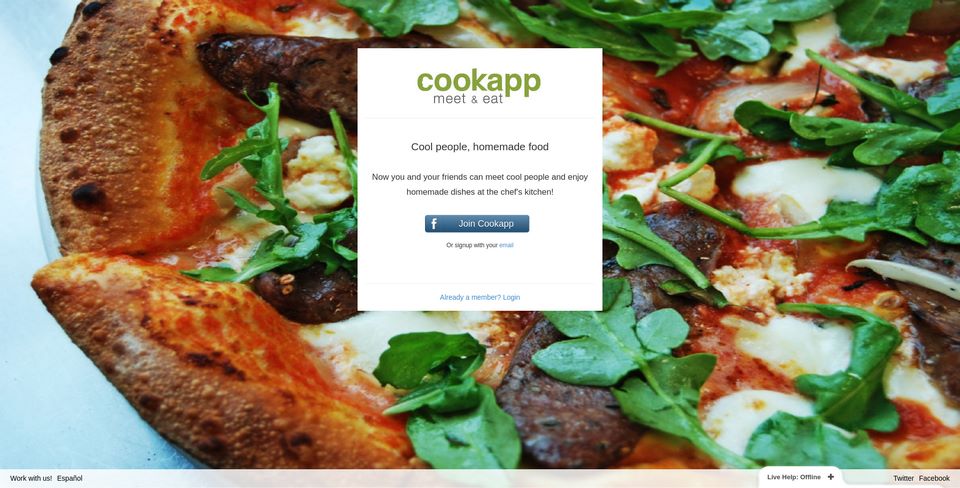 cookapp
meet & eat
Cool people, homemade food
Now you and your friends can meet cool people and enjoy
homemade dishes at the chef's kitchen!
f Join Cookapp
Or signup with your email
Already a member? Login
Work with us! Español
Live Help: Offline +
Twitter Facebook